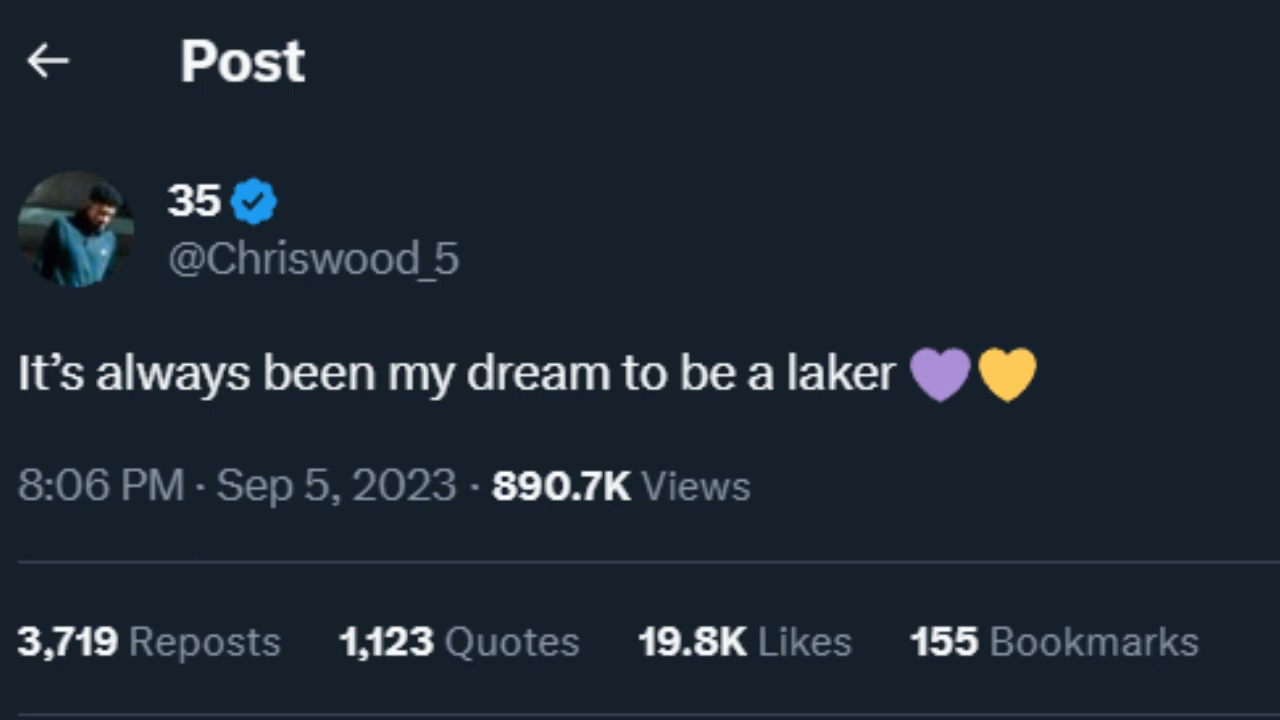 Post
35
@Chriswood_5
It’s always been my dream to be a laker 💜💛
8:06 PM · Sep 5, 2023 · 890.7K Views
3,719 Reposts 1,123 Quotes 19.8K Likes 155 Bookmarks